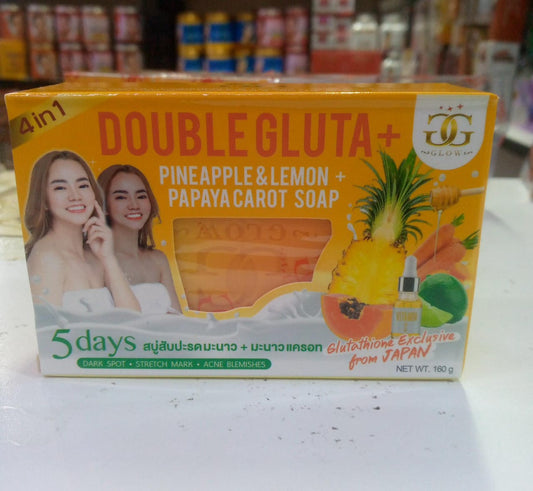 4 in 1
DOUBLE GLUTA +
GLOW
PINEAPPLE & LEMON +
PAPAYA CAROT SOAP
5 days
สบู่สับปะรดมะนาว + มะนาวแครอท
DARK SPOT • STRETCH MARK • ACNE BLEMISHES
Glutathione Exclusive
from JAPAN
NET WT. 160 g